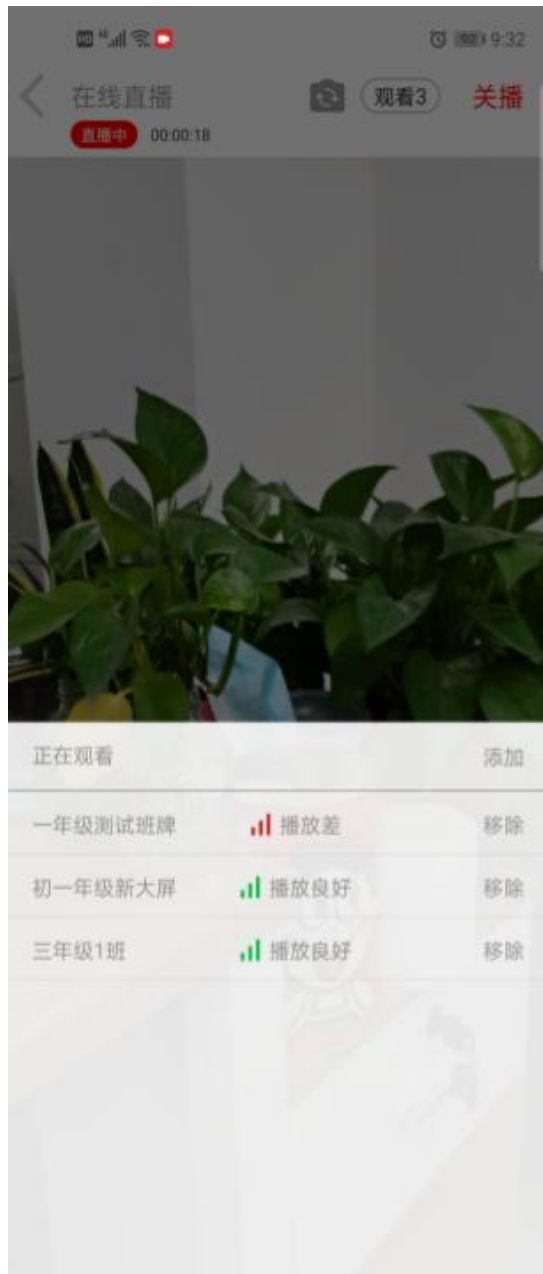 HD 4G 92 9:32
在线直播 观看3 关播
直播中 00:00:18
正在观看 添加
一年级测试班牌 播放差 移除
初一年级新大屏 播放良好 移除
三年级1班 播放良好 移除